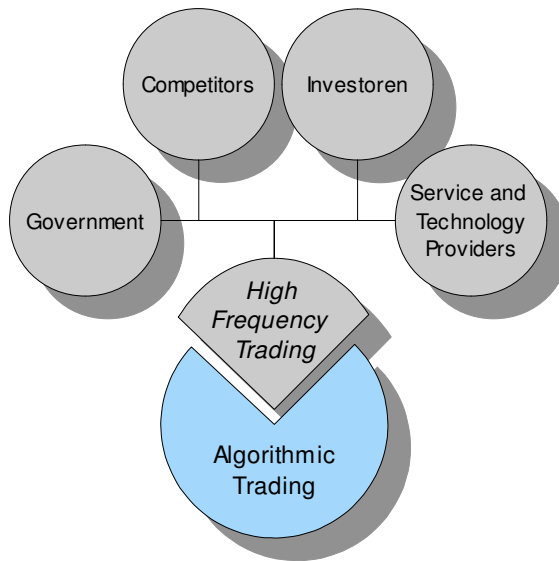 Competitors
Investoren
Government
Service and
Technology
Providers
High
Frequency
Trading
Algorithmic
Trading